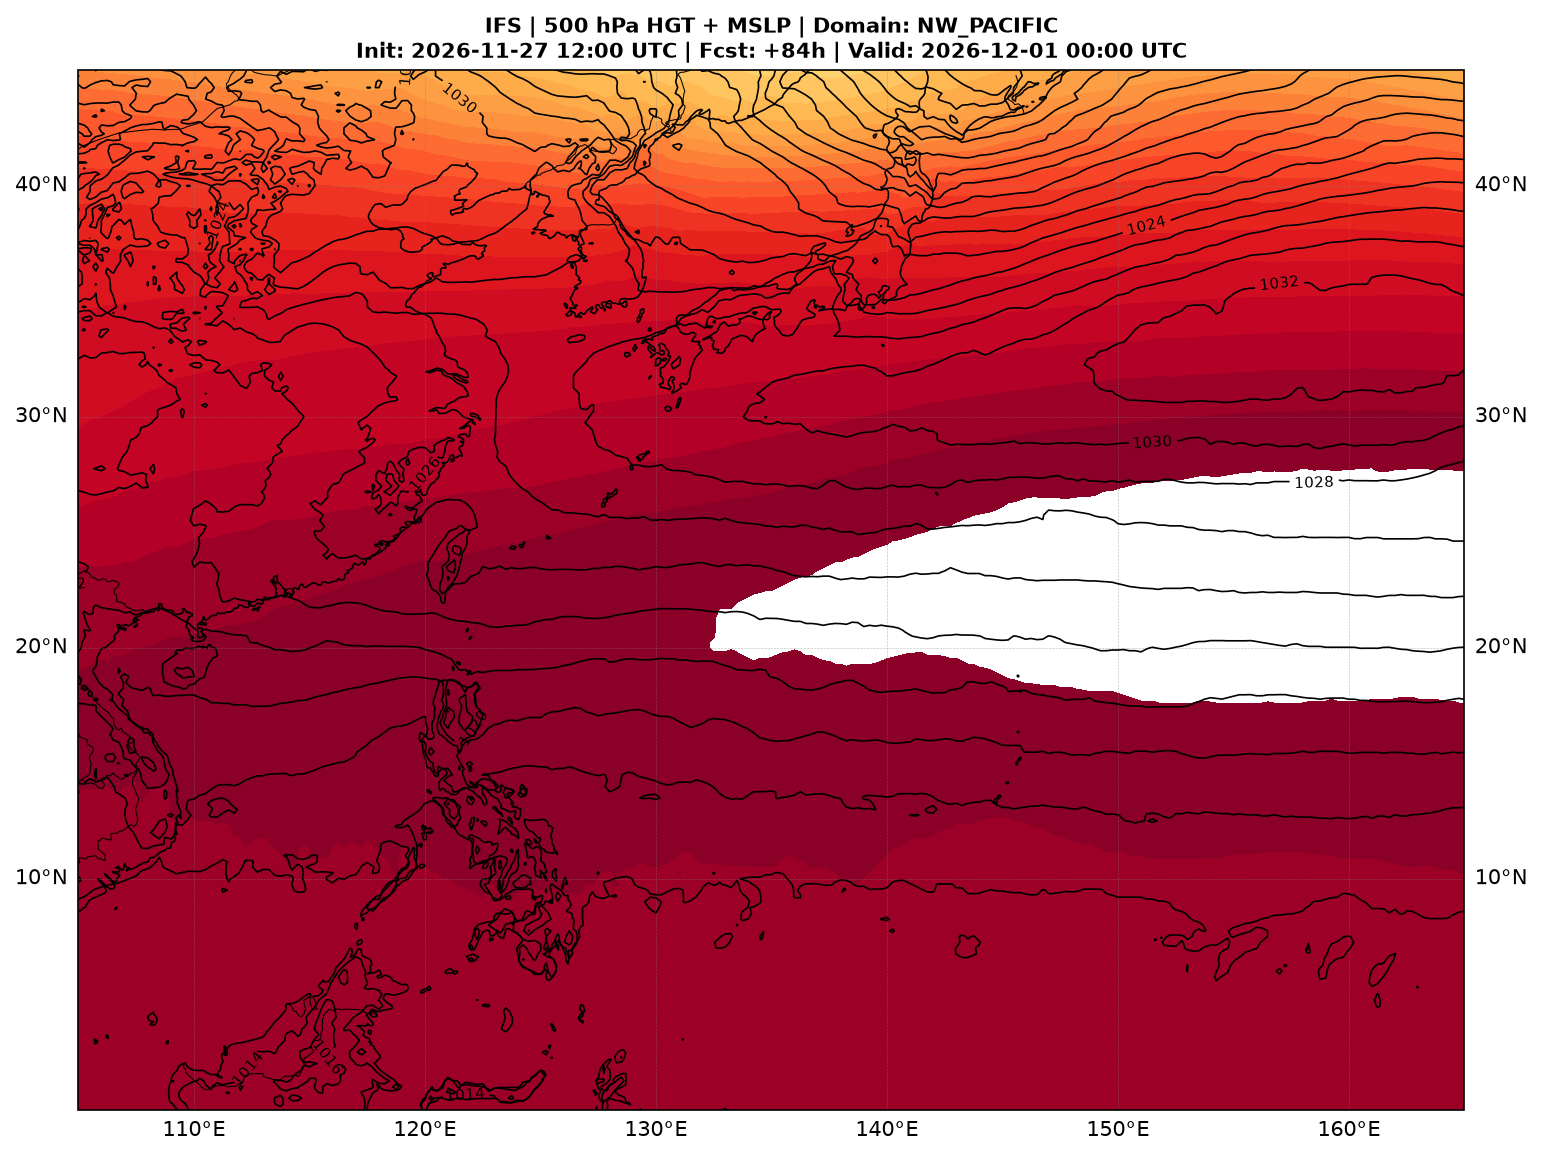 IFS | 500 hPa HGT + MSLP | Domain: NW_PACIFIC
Init: 2026-11-27 12:00 UTC | Fcst: +84h | Valid: 2026-12-01 00:00 UTC
1030
40°N 40°N
1024
1032
30°N 30°N
1030
1026
1028
20°N 20°N
10°N 10°N
1014
1014
110°E 120°E 130°E 140°E 150°E 160°E